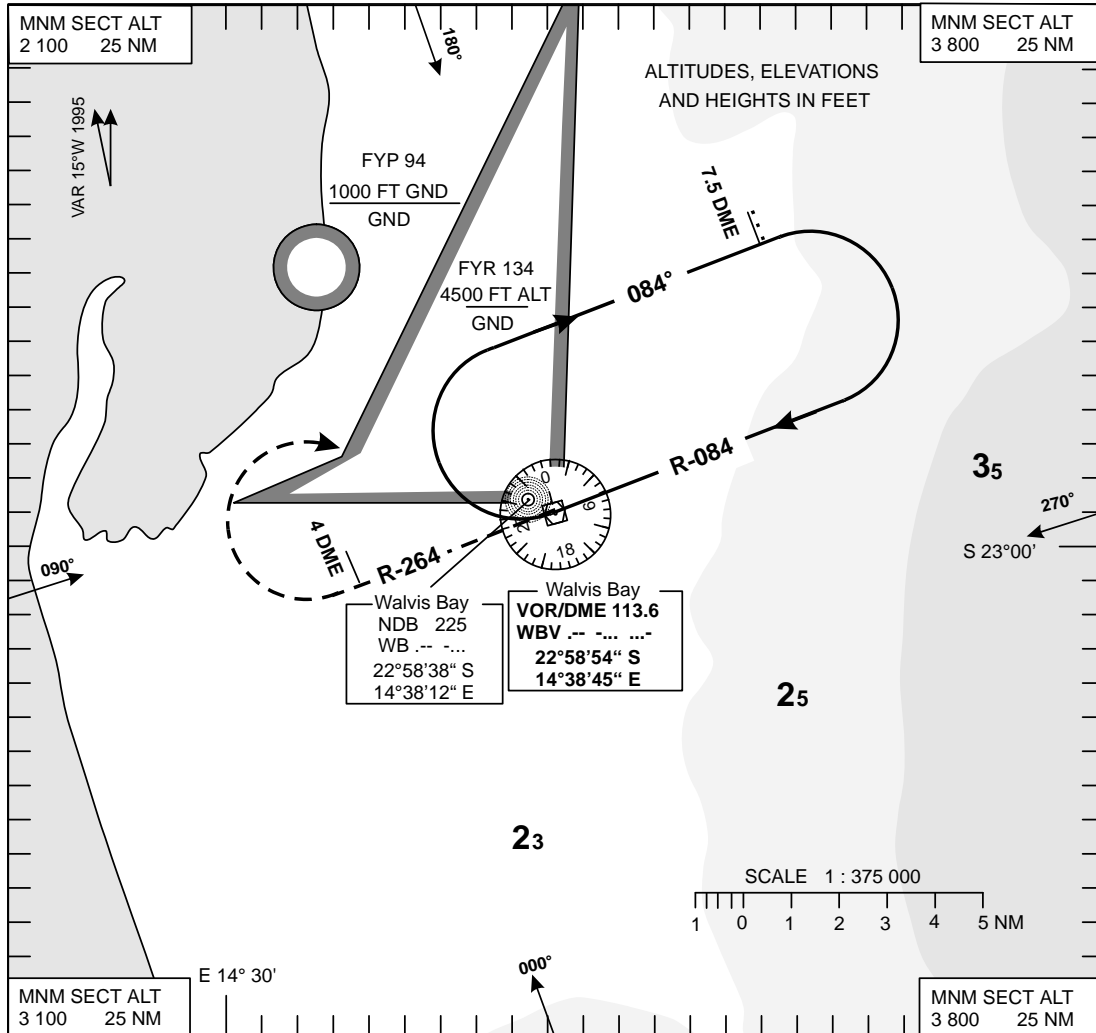 MNM SECT ALT
2 100 25 NM
180°
MNM SECT ALT
3 800 25 NM
ALTITUDES, ELEVATIONS
AND HEIGHTS IN FEET
VAR 15°W 1995
FYP 94
1000 FT GND
GND
7.5 DME
FYR 134
4500 FT ALT
GND
084°
R-084
35
270°
S 23°00'
0
6
18
4 DME
R-264
090°
Walvis Bay
NDB 225
WB .-- -...
22°58'38“ S
14°38'12“ E
Walvis Bay
VOR/DME 113.6
WBV .-- -... ...-
22°58'54“ S
14°38'45“ E
25
23
SCALE 1 : 375 000
1 0 1 2 3 4 5 NM
E 14° 30'
000°
MNM SECT ALT
3 100 25 NM
MNM SECT ALT
3 800 25 NM